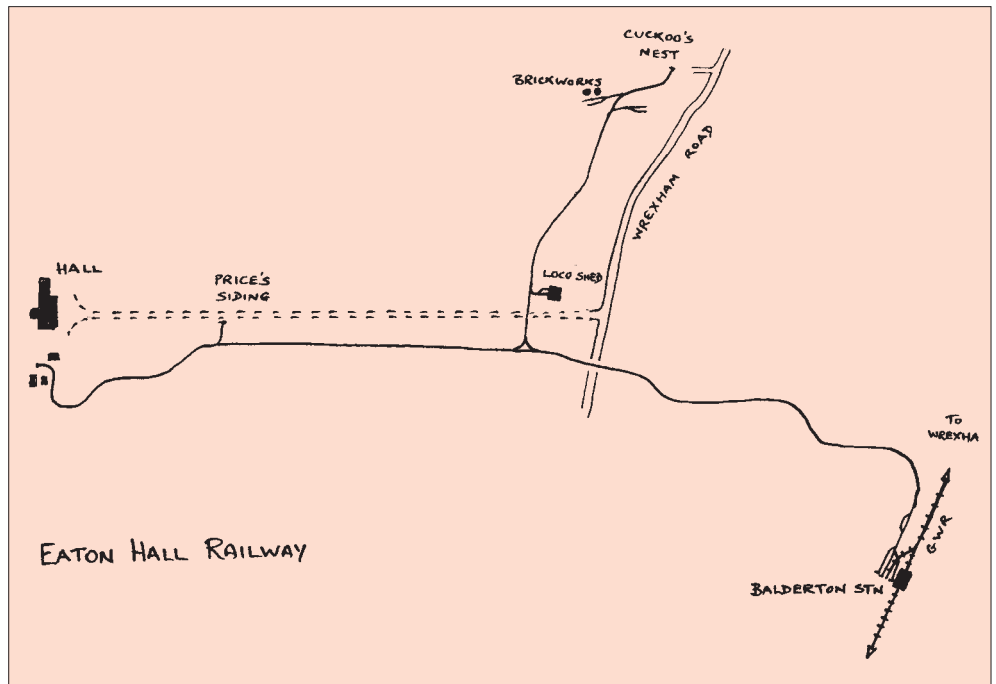 CUCKOO'S
NEST
BRICKWORKS
WREXHAM ROAD
HALL
PRICE'S
SIDING
LOCO SHED
TO
WREXHA
GWR
EATON HALL RAILWAY
BALDERTON STN